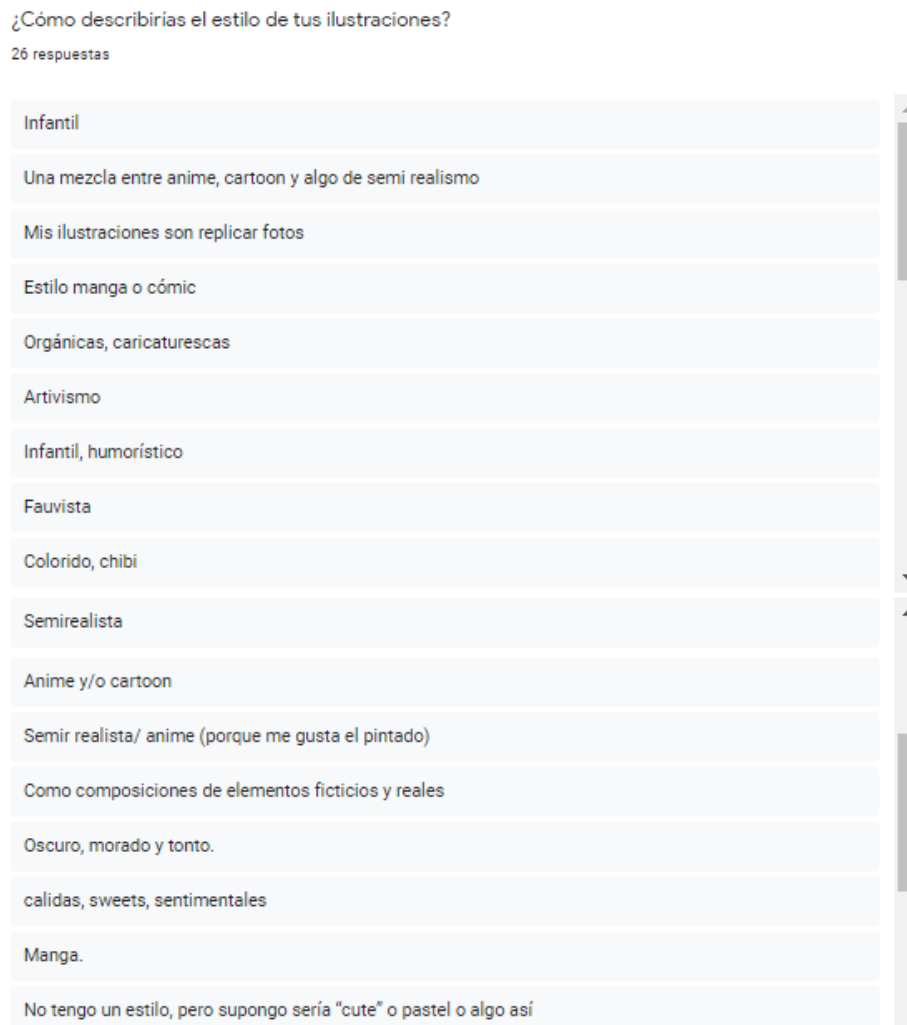 ¿Cómo describirías el estilo de tus ilustraciones?
26 respuestas
Infantil
Una mezcla entre anime, cartoon y algo de semi realismo
Mis ilustraciones son replicar fotos
Estilo manga o cómic
Orgánicas, caricaturescas
Artivismo
Infantil, humorístico
Fauvista
Colorido, chibi
Semirealista
Anime y/o cartoon
Semir realista/ anime (porque me gusta el pintado)
Como composiciones de elementos ficticios y reales
Oscuro, morado y tonto.
calidas, sweets, sentimentales
Manga.
No tengo un estilo, pero supongo sería “cute” o pastel o algo así